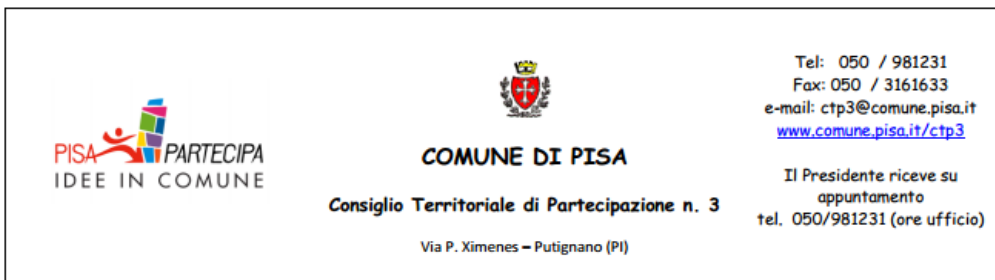 PISA PARTECIPA
IDEE IN COMUNE
COMUNE DI PISA
Consiglio Territoriale di Partecipazione n. 3
Via P. Ximenes – Putignano (PI)
Tel: 050 / 981231
Fax: 050 / 3161633
e-mail: ctp3@comune.pisa.it
www.comune.pisa.it/ctp3
Il Presidente riceve su
appuntamento
tel. 050/981231 (ore ufficio)